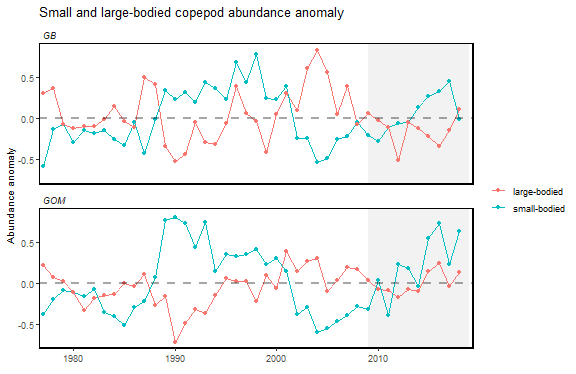 Small and large-bodied copepod abundance anomaly
GB
0.5
0.0
-0.5
GOM
0.5
0.0
-0.5
Abundance anomaly
1980 1990 2000 2010
large-bodied
small-bodied